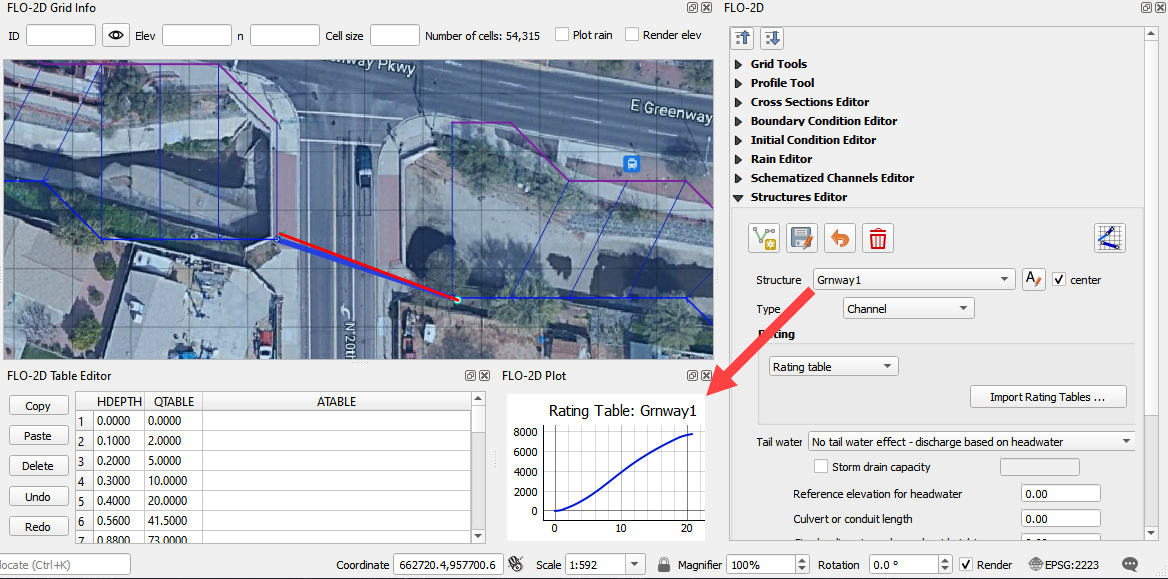 FLO-2D Grid Info
ID
Elev
n
Cell size
Number of cells: 54,315
Plot rain
Render elev
way Pkwy
E Greenway
N 20th
FLO-2D Table Editor
Copy
Paste
Delete
Undo
Redo
HDEPTH QTABLE ATABLE
1 0.0000 0.0000
2 0.1000 2.0000
3 0.2000 5.0000
4 0.3000 10.0000
5 0.4000 20.0000
6 0.5600 41.5000
7 0.8800 73.0000
FLO-2D Plot
Rating Table: Grnway1
8000
6000
4000
2000
0
0 10 20
FLO-2D
Grid Tools
Profile Tool
Cross Sections Editor
Boundary Condition Editor
Initial Condition Editor
Rain Editor
Schematized Channels Editor
Structures Editor
Structure Grnway1 center
Type Channel
Rating table
Import Rating Tables ...
Tail water No tail water effect - discharge based on headwater
Storm drain capacity
Reference elevation for headwater 0.00
Culvert or conduit length 0.00
locate (Ctrl+K)
Coordinate 662720.4,957700.6
Scale 1:592
Magnifier 100%
Rotation 0.0 °
Render
EPSG:2223